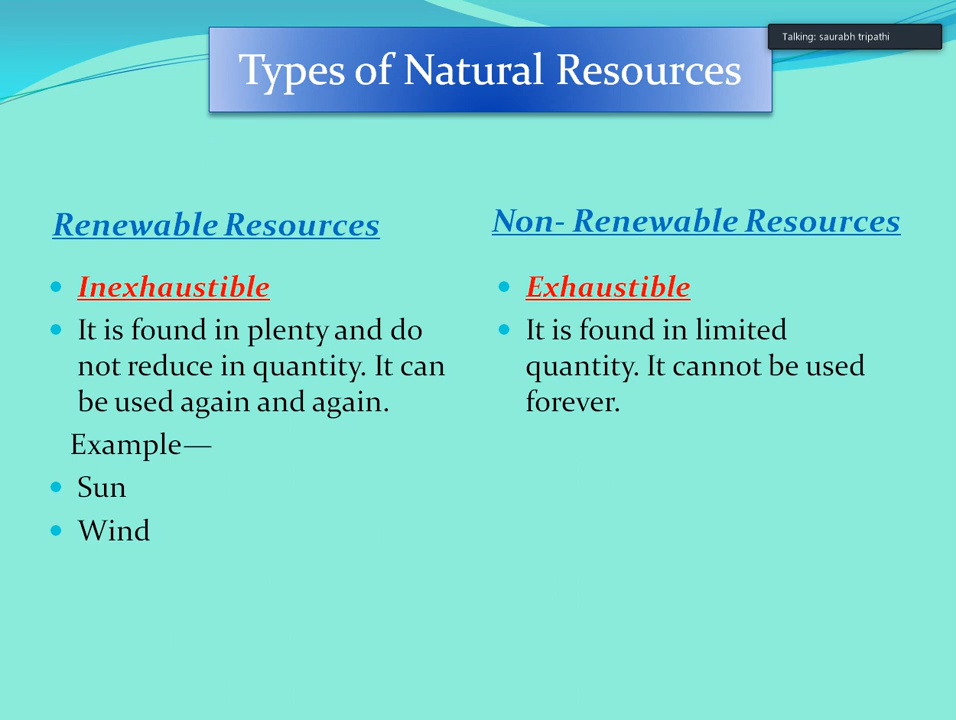 Talking: saurabh tripathi
Types of Natural Resources
Renewable Resources
Inexhaustible
It is found in plenty and do
not reduce in quantity. It can
be used again and again.
Example—
Sun
Wind
Non- Renewable Resources
Exhaustible
It is found in limited
quantity. It cannot be used
forever.